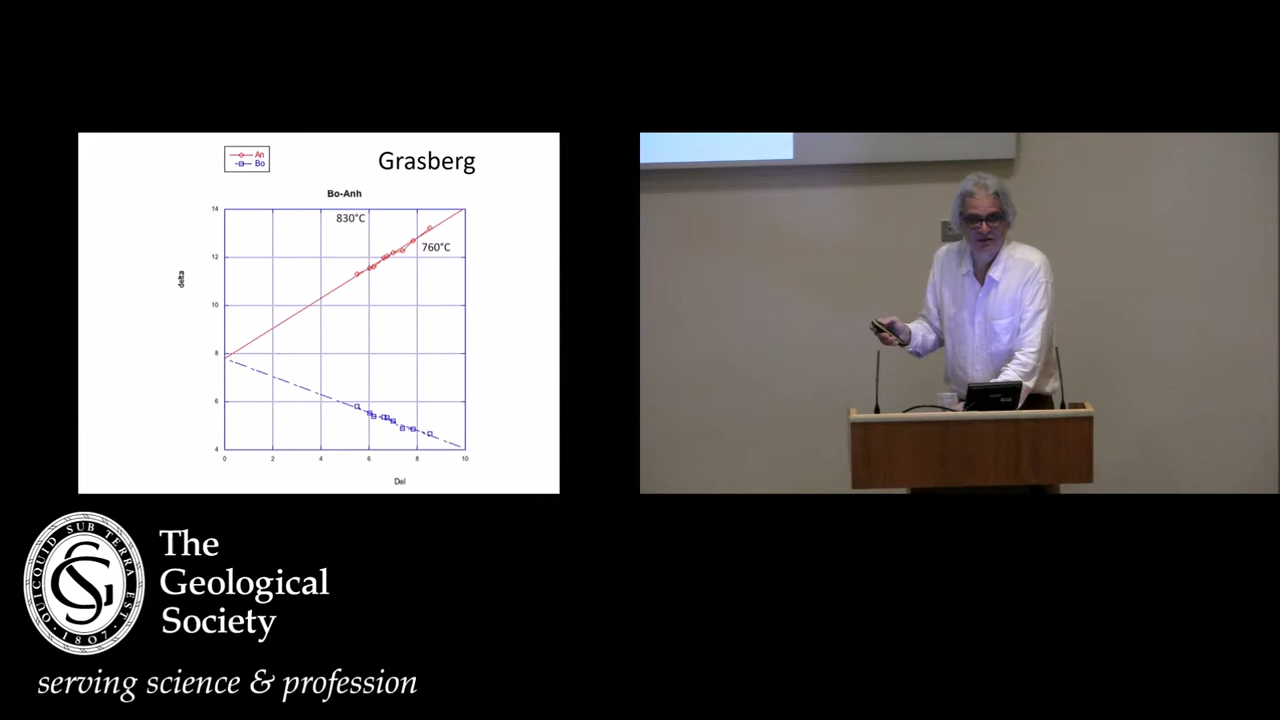 An
Bo
Grasberg
Bo-Anh
14
830°C
760°C
12
delta
10
8
6
4
0
2
4
6
8
10
Del
QUICQUID SUB TERRA EST
1807
The
Geological
Society
serving science & profession